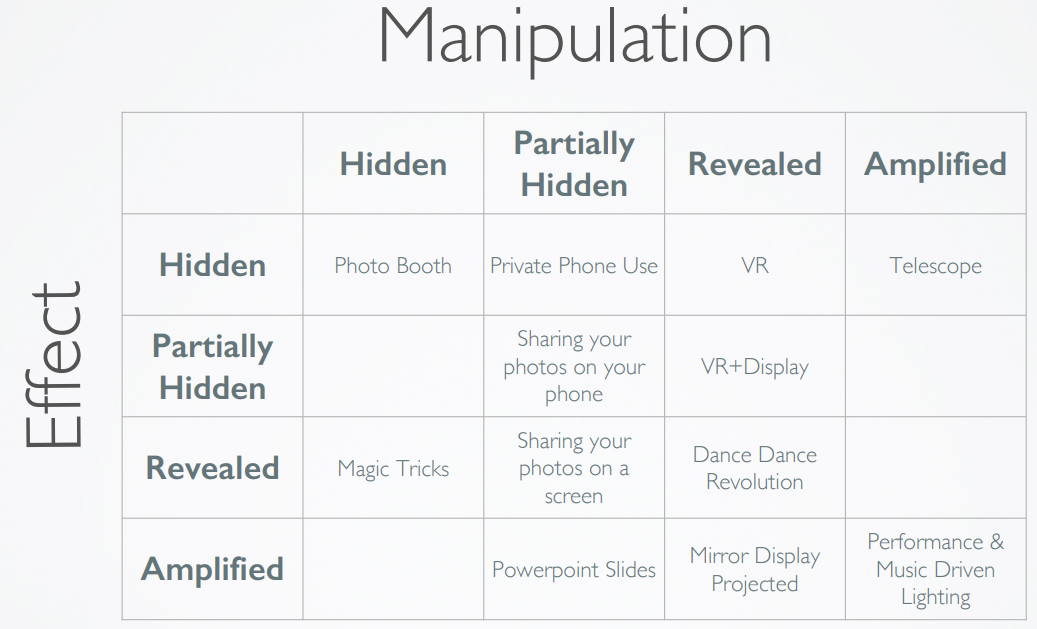 Manipulation
Hidden
Partially
Hidden
Revealed
Amplified
Effect
Hidden
Photo Booth
Private Phone Use
VR
Telescope
Partially
Hidden
Sharing your
photos on your
phone
VR+Display
Revealed
Magic Tricks
Sharing your
photos on a
screen
Dance Dance
Revolution
Amplified
Powerpoint Slides
Mirror Display
Projected
Performance &
Music Driven
Lighting